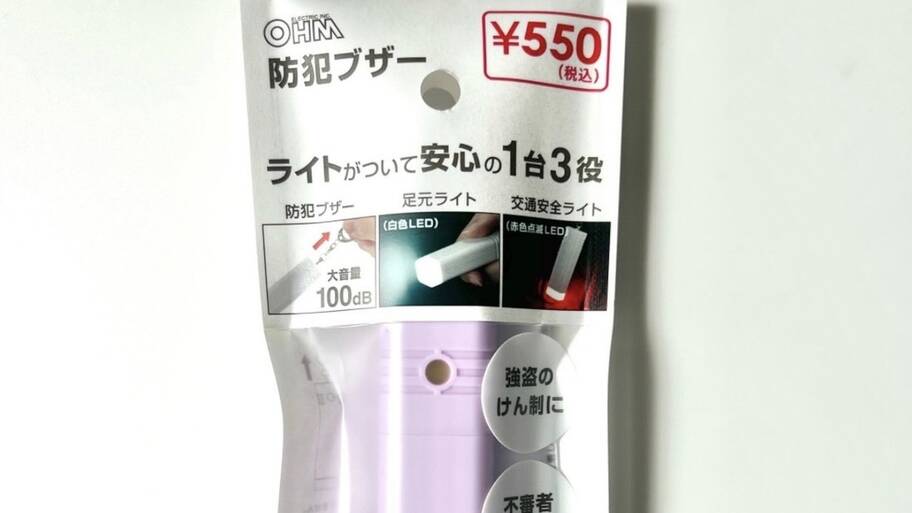 ELECTRIC INC.
OHM
防犯ブザー
¥550
(税込)
ライトがついて安心の1台3役
防犯ブザー
足元ライト
交通安全ライト
(白色LED)
(赤色点滅LED)
大音量
100dB
強盗の
けん制に
不審者